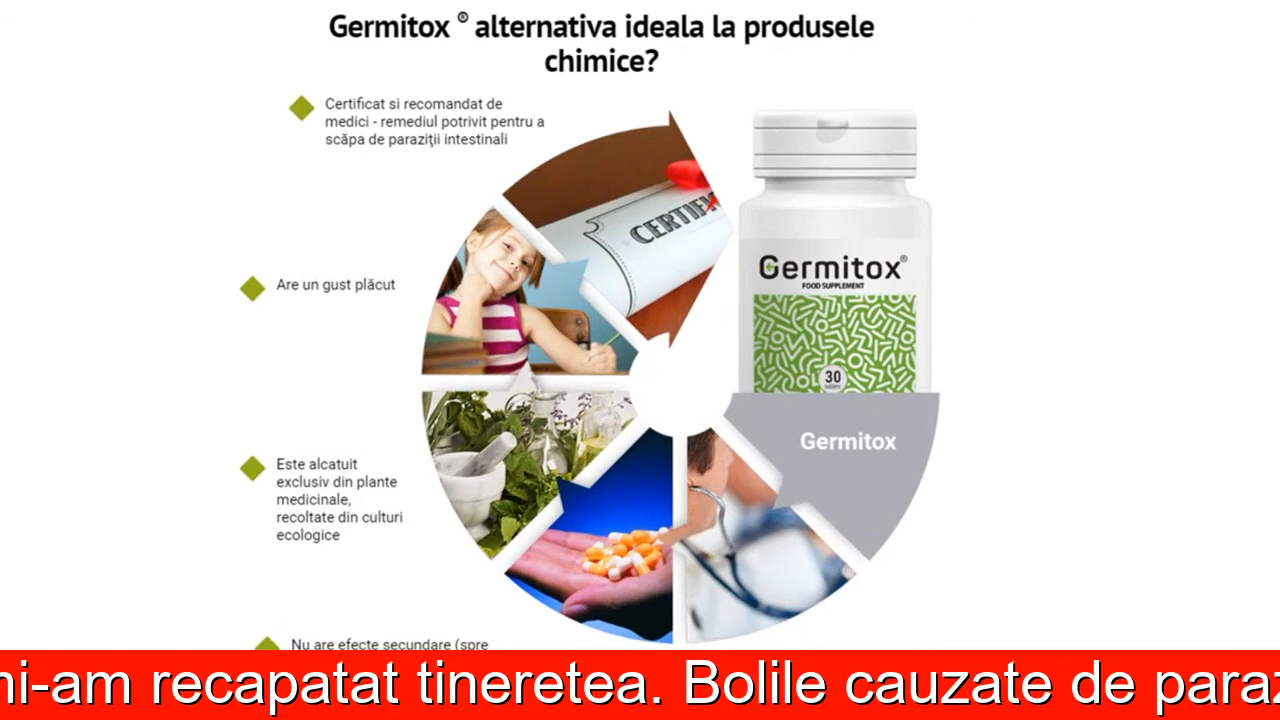 Germitox ® alternativa ideala la produsele
chimice?
Certificat si recomandat de
medici - remediul potrivit pentru a
scăpa de paraziţii intestinali
Are un gust plăcut
Este alcatuit
exclusiv din plante
medicinale,
recoltate din culturi
ecologice
Nu are efecte secundare (spre
Germitox®
FOOD SUPPLEMENT
30
tablets
Germitox
mi-am recapatat tineretea. Bolile cauzate de para